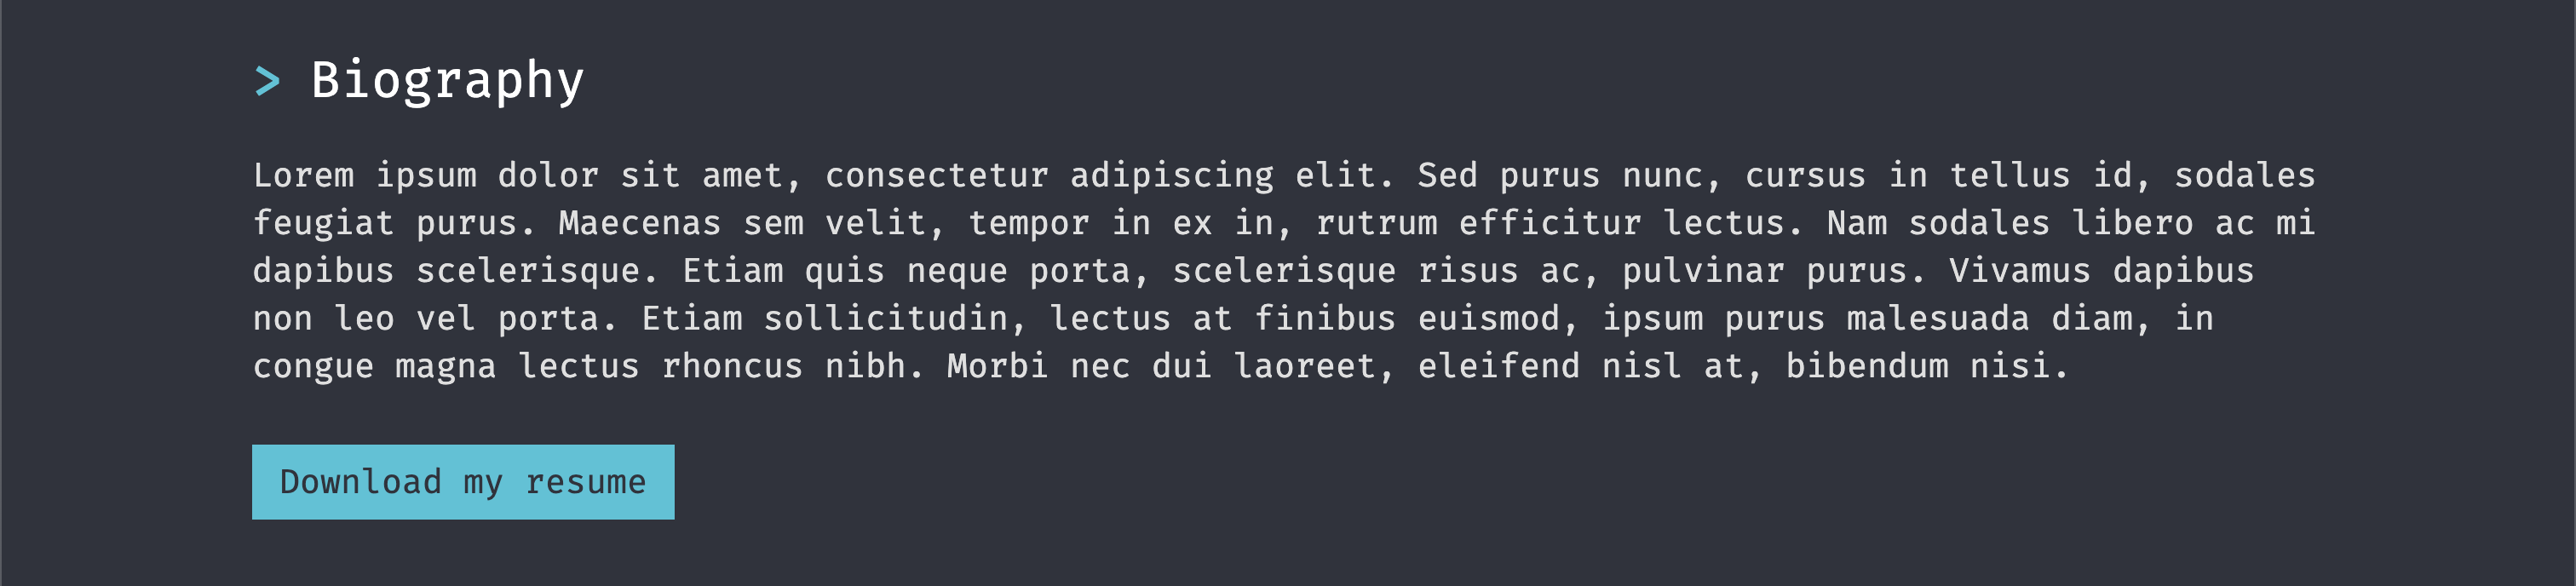 > Biography
Lorem ipsum dolor sit amet, consectetur adipiscing elit. Sed purus nunc, cursus in tellus id, sodales
feugiat purus. Maecenas sem velit, tempor in ex in, rutrum efficitur lectus. Nam sodales libero ac mi
dapibus scelerisque. Etiam quis neque porta, scelerisque risus ac, pulvinar purus. Vivamus dapibus
non leo vel porta. Etiam sollicitudin, lectus at finibus euismod, ipsum purus malesuada diam, in
congue magna lectus rhoncus nibh. Morbi nec dui laoreet, eleifend nisl at, bibendum nisi.
Download my resume